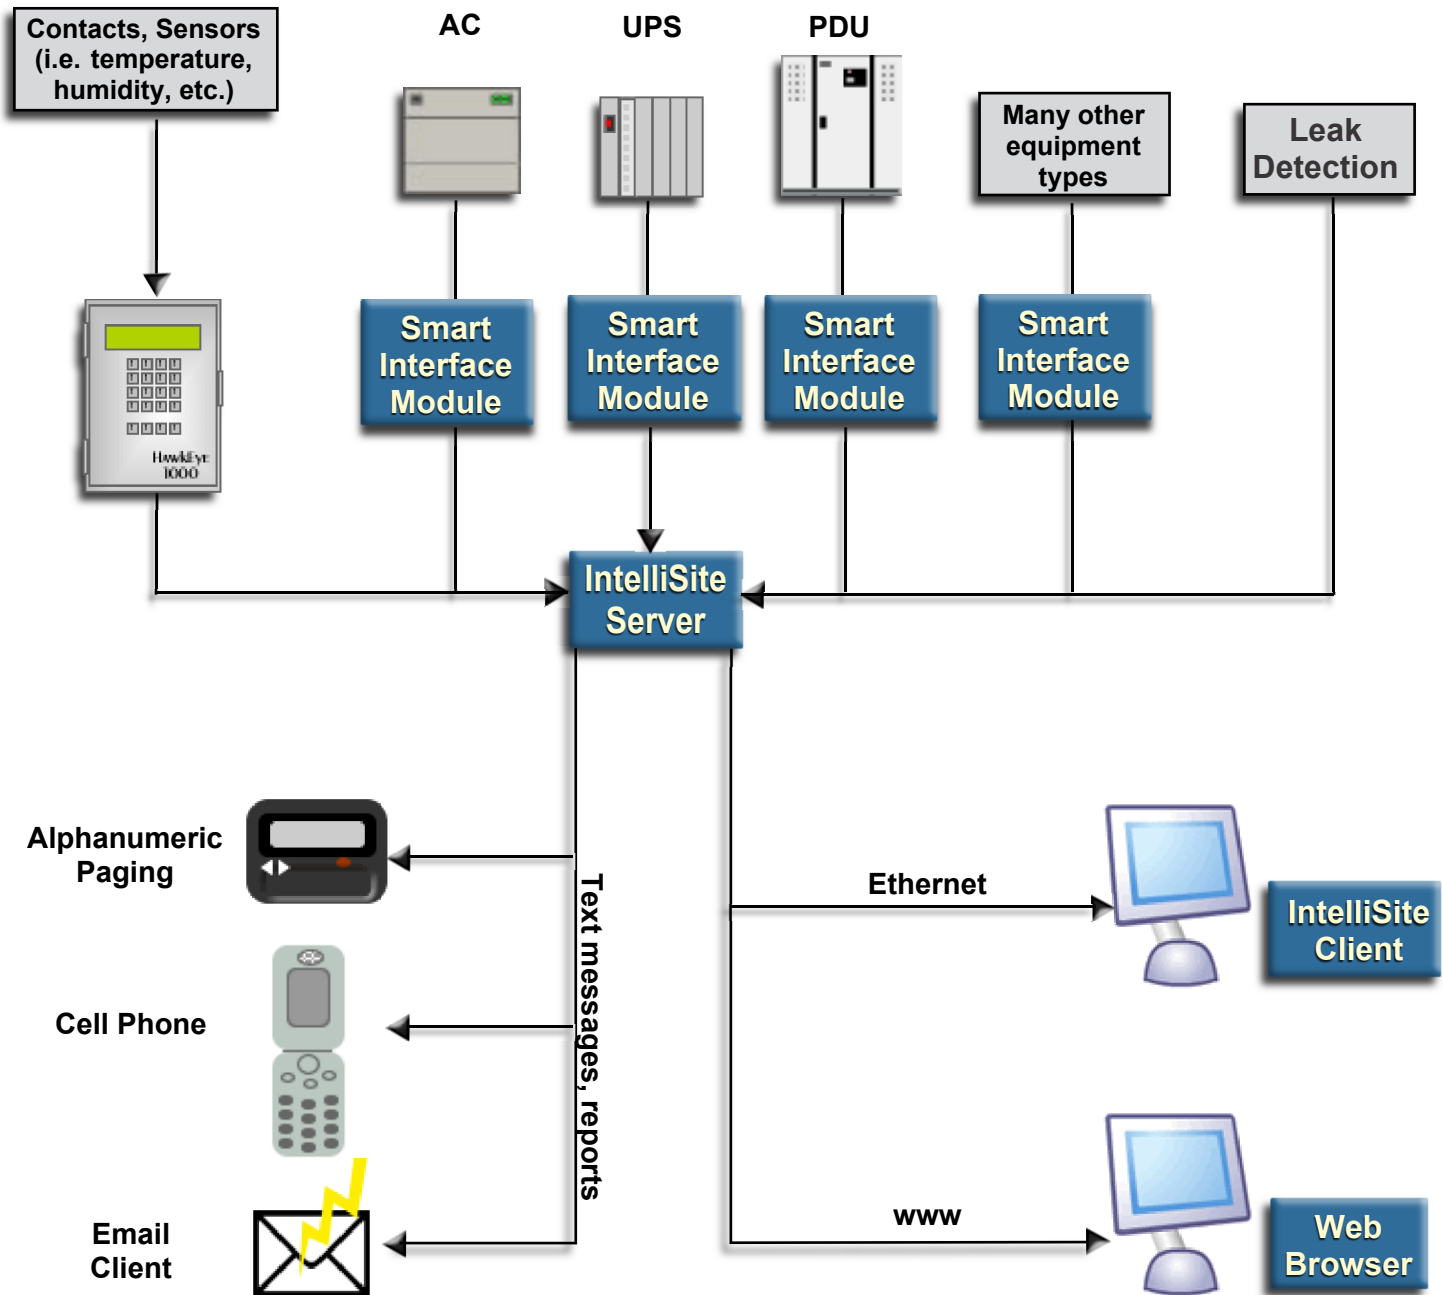 Contacts, Sensors
(i.e. temperature,
humidity, etc.)
AC
UPS
PDU
Many other
equipment
types
Leak
Detection
Smart
Interface
Module
Smart
Interface
Module
Smart
Interface
Module
Smart
Interface
Module
HawkEye
1000
IntelliSite
Server
Alphanumeric
Paging
Cell Phone
Email
Client
Text messages, reports
Ethernet
IntelliSite
Client
www
Web
Browser